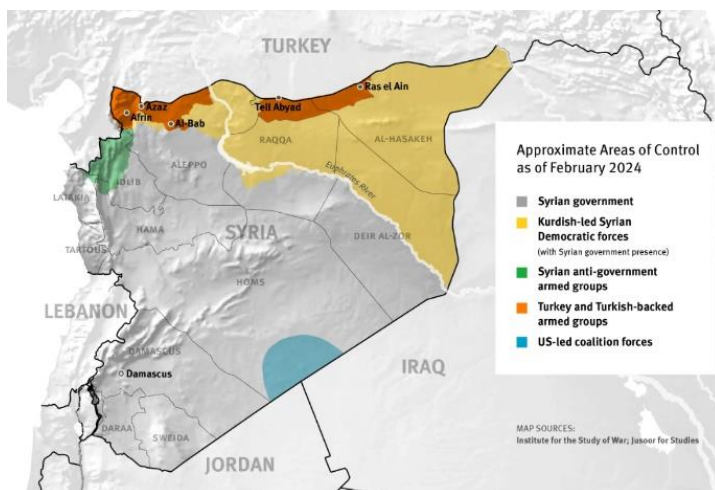 TURKEY
Ras el Ain
Azaz
Tell Abyad
Afrin
Al-Bab
RAQQA
AL-HASAKEH
ALEPPO
Euphrates River
IDLIB
LATAKIA
SYRIA
HAMA
DEIR AL-ZOR
TARTOUS
HOMS
LEBANON
DAMASCUS
Damascus
IRAQ
DARAA
SWEIDA
JORDAN
Approximate Areas of Control
as of February 2024
Syrian government
Kurdish-led Syrian
Democratic forces
(with Syrian government presence)
Syrian anti-government
armed groups
Turkey and Turkish-backed
armed groups
US-led coalition forces
MAP SOURCES:
Institute for the Study of War; Jusoor for Studies